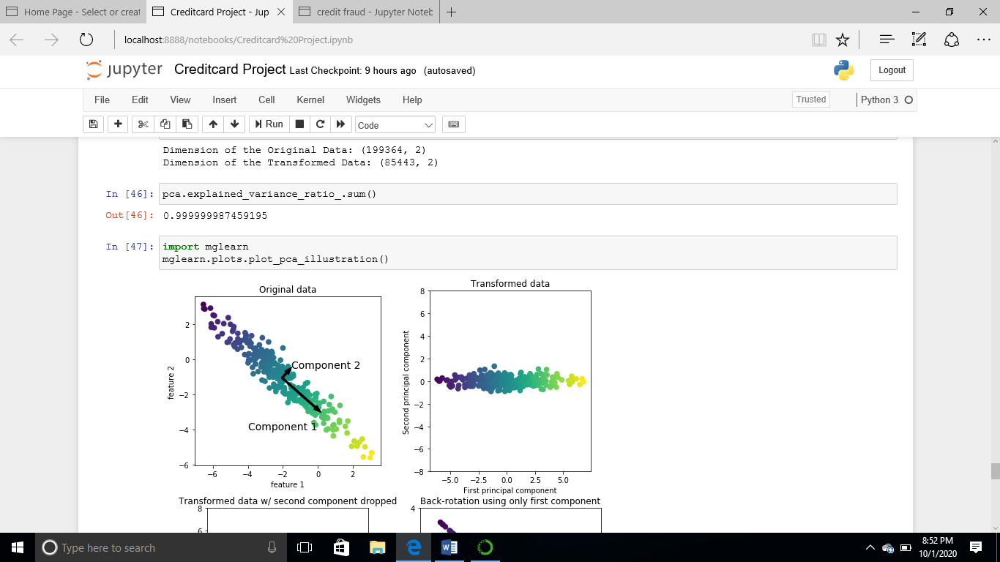 Home Page - Select or creat
Creditcard Project - Jup
credit fraud - Jupyter Noteb
localhost:8888/notebooks/Creditcard%20Project.ipynb
jupyter Creditcard Project Last Checkpoint: 9 hours ago (autosaved)
Logout
File Edit View Insert Cell Kernel Widgets Help
Trusted
Python 3
Run
Code
Dimension of the Original Data: (199364, 2)
Dimension of the Transformed Data: (85443, 2)
In [46]: pca.explained_variance_ratio_.sum()
Out[46]: 0.999999987459195
In [47]: import mglearn
mglearn.plots.plot_pca_illustration()
Original data
2
0
−2
−4
−6
feature 2
Component 2
Component 1
−6 −4 −2 0 2
feature 1
Transformed data
8
6
4
2
0
−2
−4
−6
−8
Second principal component
−5.0 −2.5 0.0 2.5 5.0
First principal component
Transformed data w/ second component dropped
8
6
Back-rotation using only first component
4
Type here to search
8:52 PM
10/1/2020